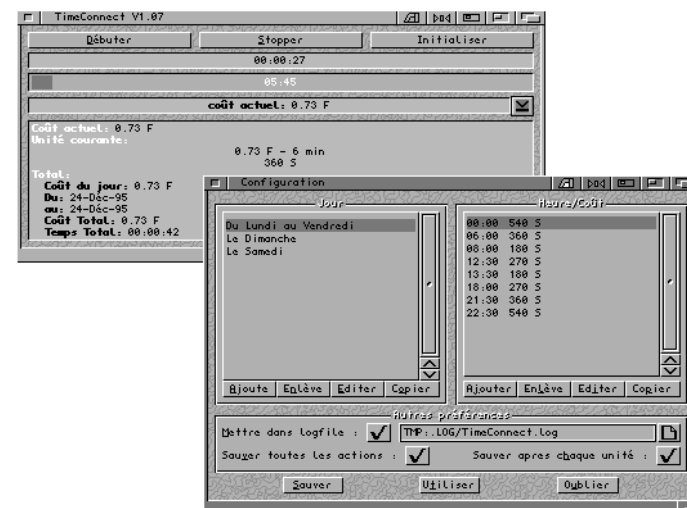 TimeConnect V1.07
Débuter Stopper Initialiser
00:00:27
05:45
coût actuel: 0.73 F
Coût actuel: 0.73 F
Unité courante:
0.73 F - 6 min
360 S
Total:
Coût du jour: 0.73 F
Du: 24-Déc-95
au: 24-Déc-95
Coût Total: 0.73 F
Temps Total: 00:00:42
Configuration
Jour
Du Lundi au Vendredi
Le Dimanche
Le Samedi
Ajoute Enlève Editer Copier
Heure/Coût
00:00 540 S
06:00 360 S
08:00 180 S
12:30 270 S
13:30 180 S
18:00 270 S
21:30 360 S
22:30 540 S
Ajouter Enlève Editer Copier
Autres préférences
Mettre dans logfile :
TMP:.LOG/TimeConnect.log
Sauver toutes les actions :
Sauver apres chaque unité :
Sauver Utiliser Oublier